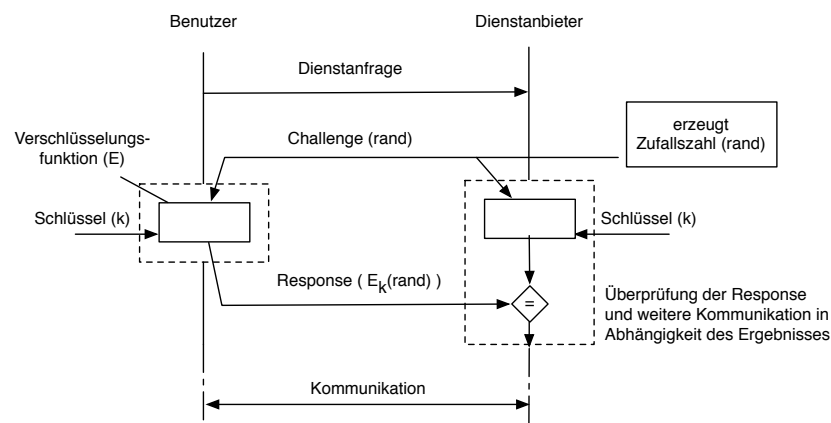 Benutzer
Dienstanbieter
Dienstanfrage
erzeugt
Zufallszahl (rand)
Verschlüsselungs-
funktion (E)
Challenge (rand)
Schlüssel (k)
Schlüssel (k)
Response ( Ek(rand) )
=
Überprüfung der Response
und weitere Kommunikation in
Abhängigkeit des Ergebnisses
Kommunikation